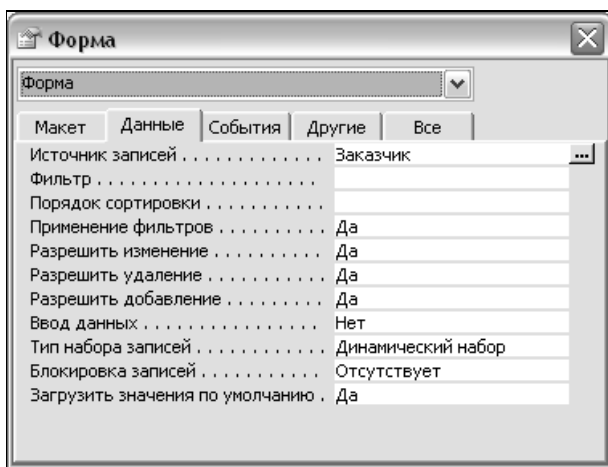 Форма
Форма
Макет Данные События Другие Все
Источник записей . . . . . . . . . . . . . Заказчик ...
Фильтр . . . . . . . . . . . . . . . . . . . .
Порядок сортировки . . . . . . . . . . .
Применение фильтров . . . . . . . . . . Да
Разрешить изменение . . . . . . . . . . Да
Разрешить удаление . . . . . . . . . . . Да
Разрешить добавление . . . . . . . . . Да
Ввод данных . . . . . . . . . . . . . . . . Нет
Тип набора записей . . . . . . . . . . . . Динамический набор
Блокировка записей . . . . . . . . . . . Отсутствует
Загрузить значения по умолчанию . Да